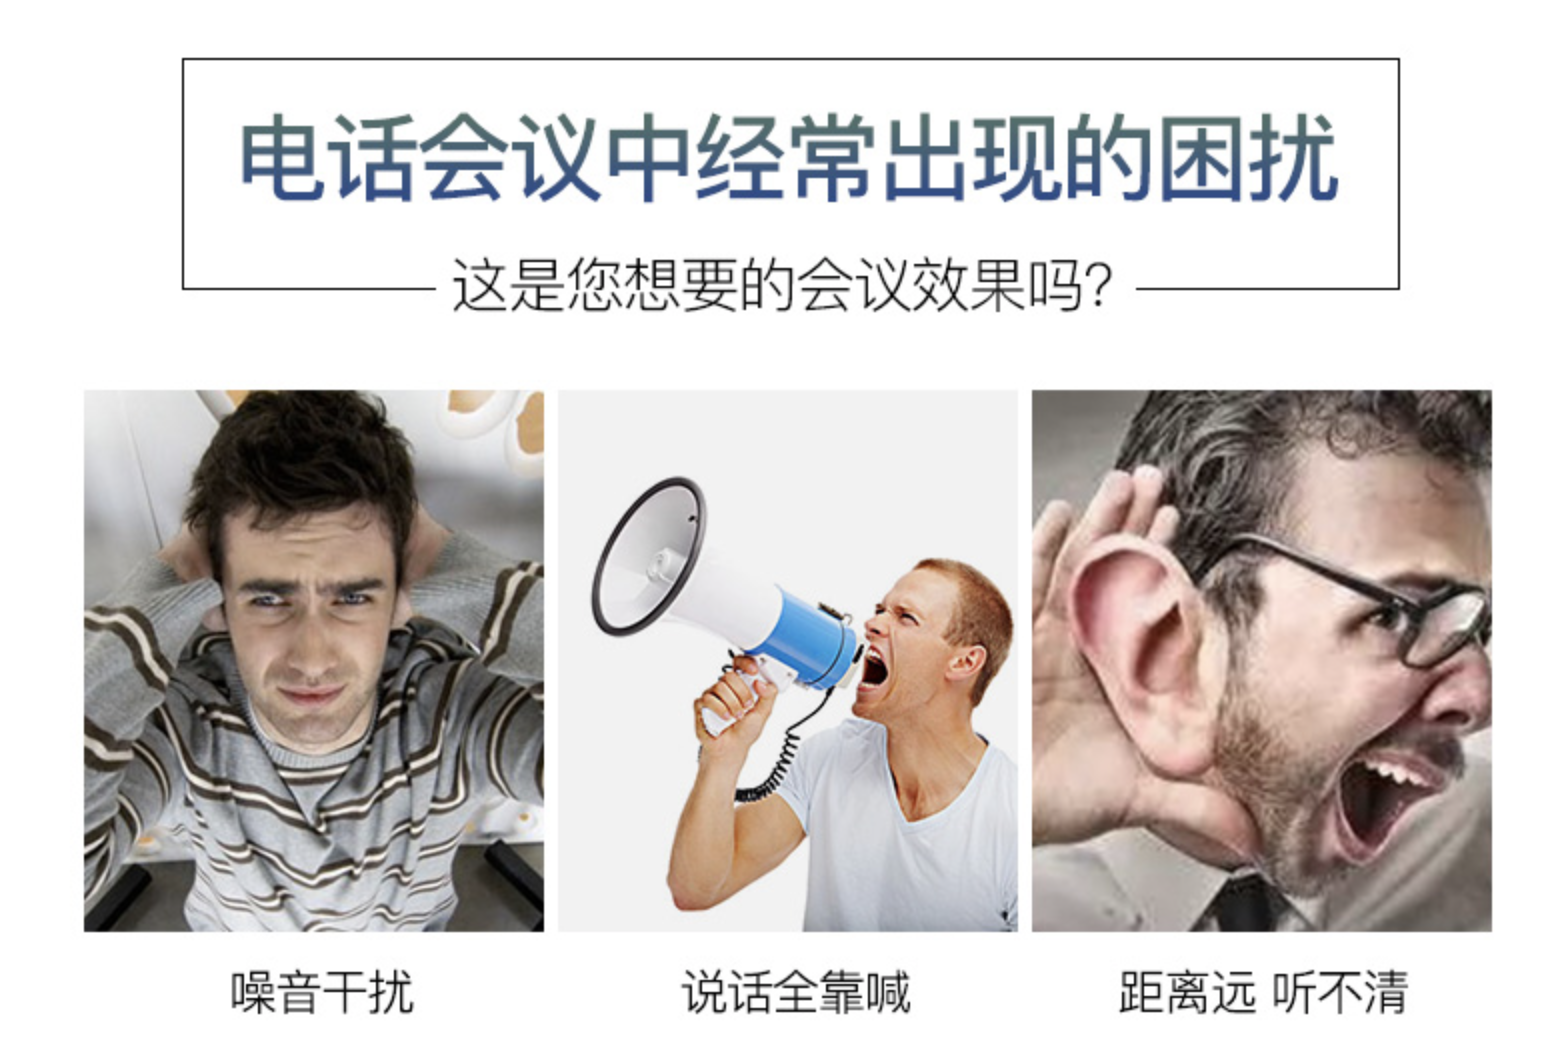 电话会议中经常出现的困扰
这是您想要的会议效果吗?
噪音干扰
说话全靠喊
距离远 听不清